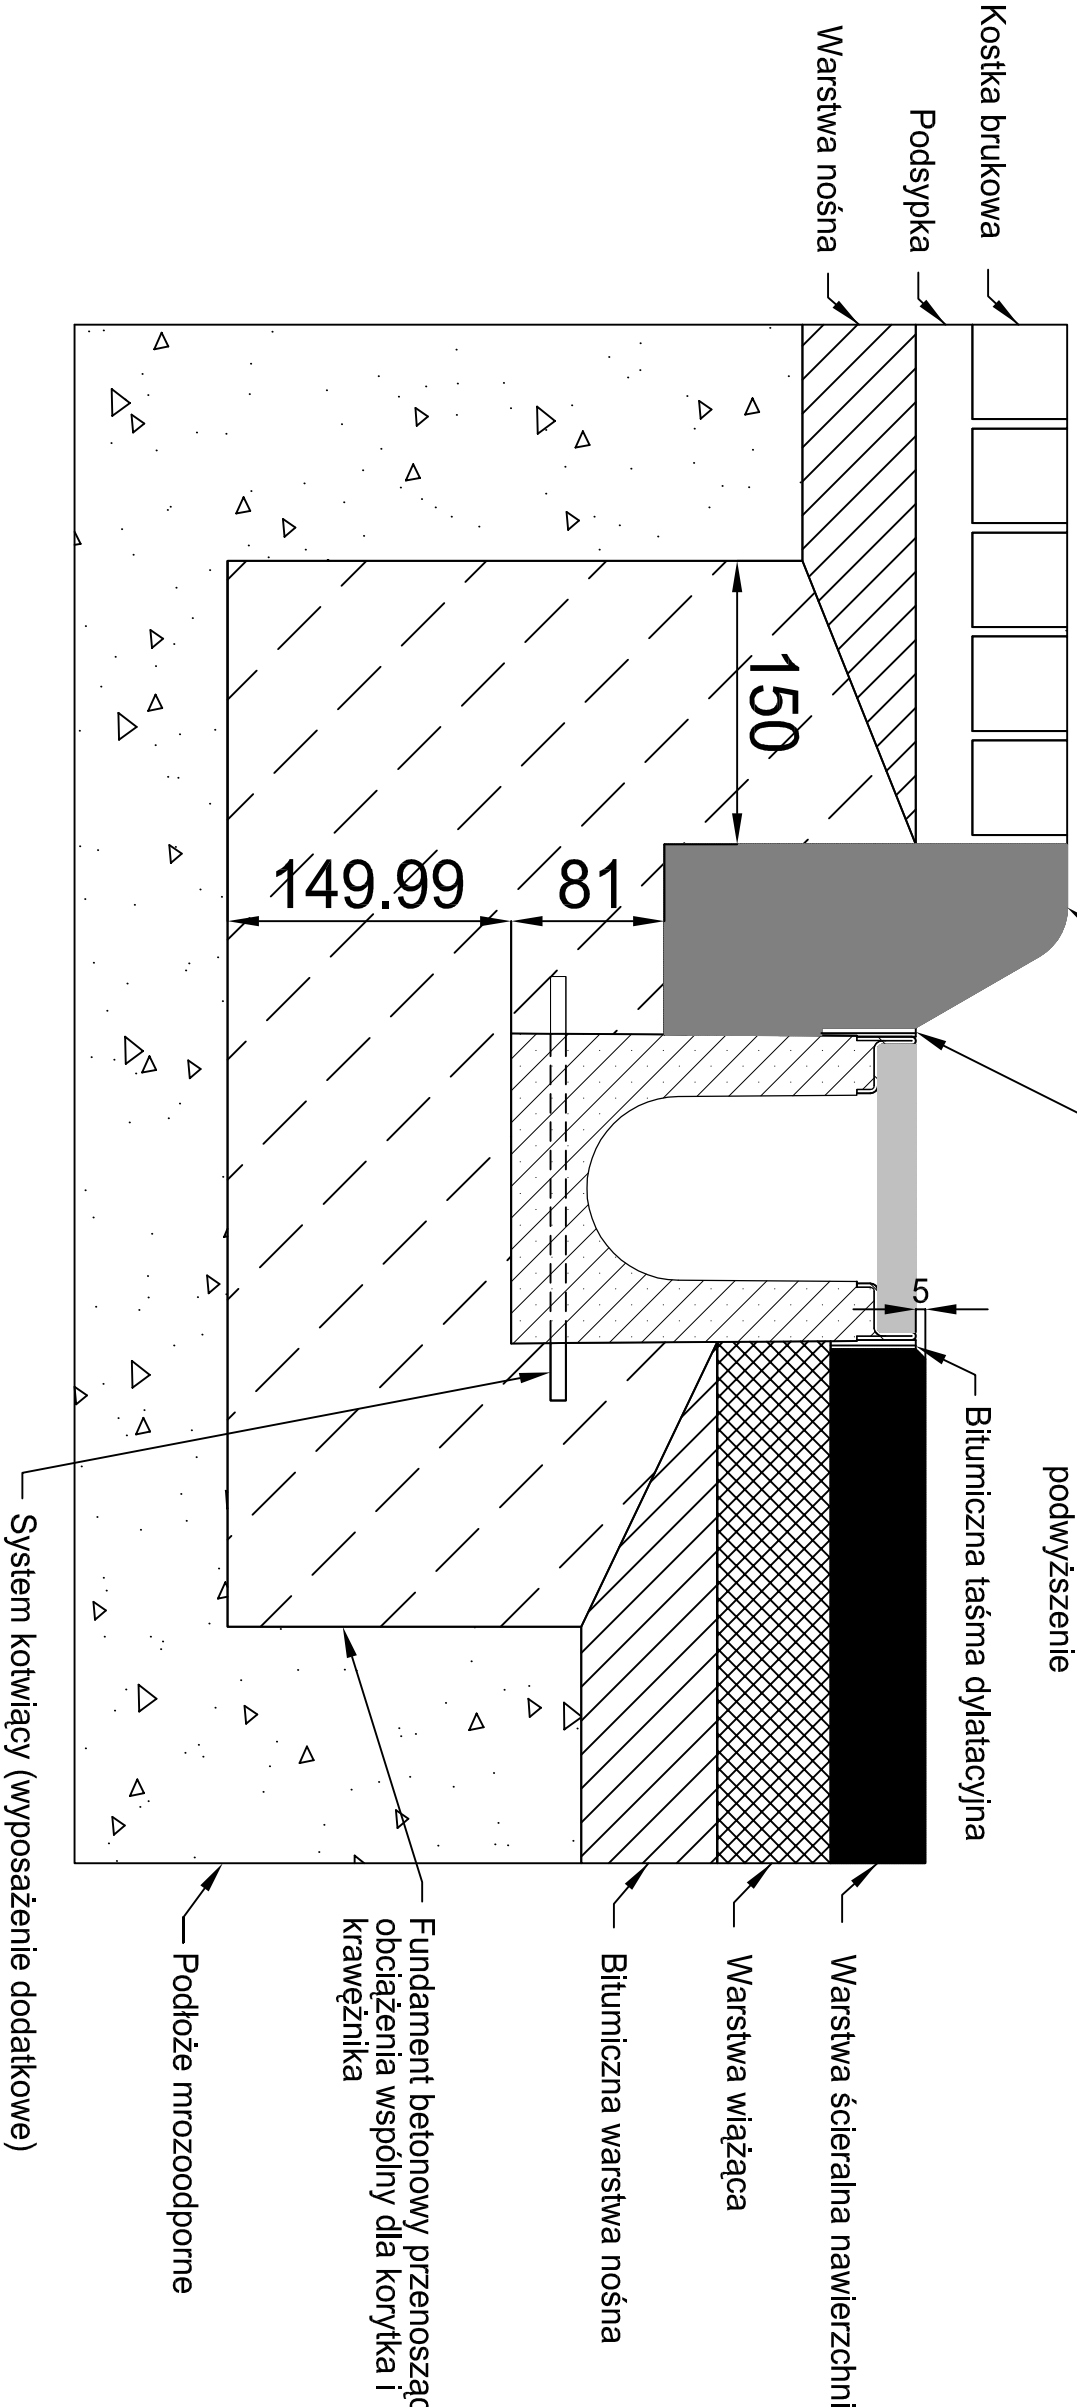 Kostka brukowa
Podsypka
Warstwa nośna
150
149.99
81
5
podwyższenie
Bitumiczna taśma dylatacyjna
Warstwa ścieralna nawierzchni
Warstwa wiążąca
Bitumiczna warstwa nośna
Fundament betonowy
obciążenia wspólny dla korytka i
krawężnika
Podłoże mrozoodporne
System kotwiący (wyposażenie dodatkowe)